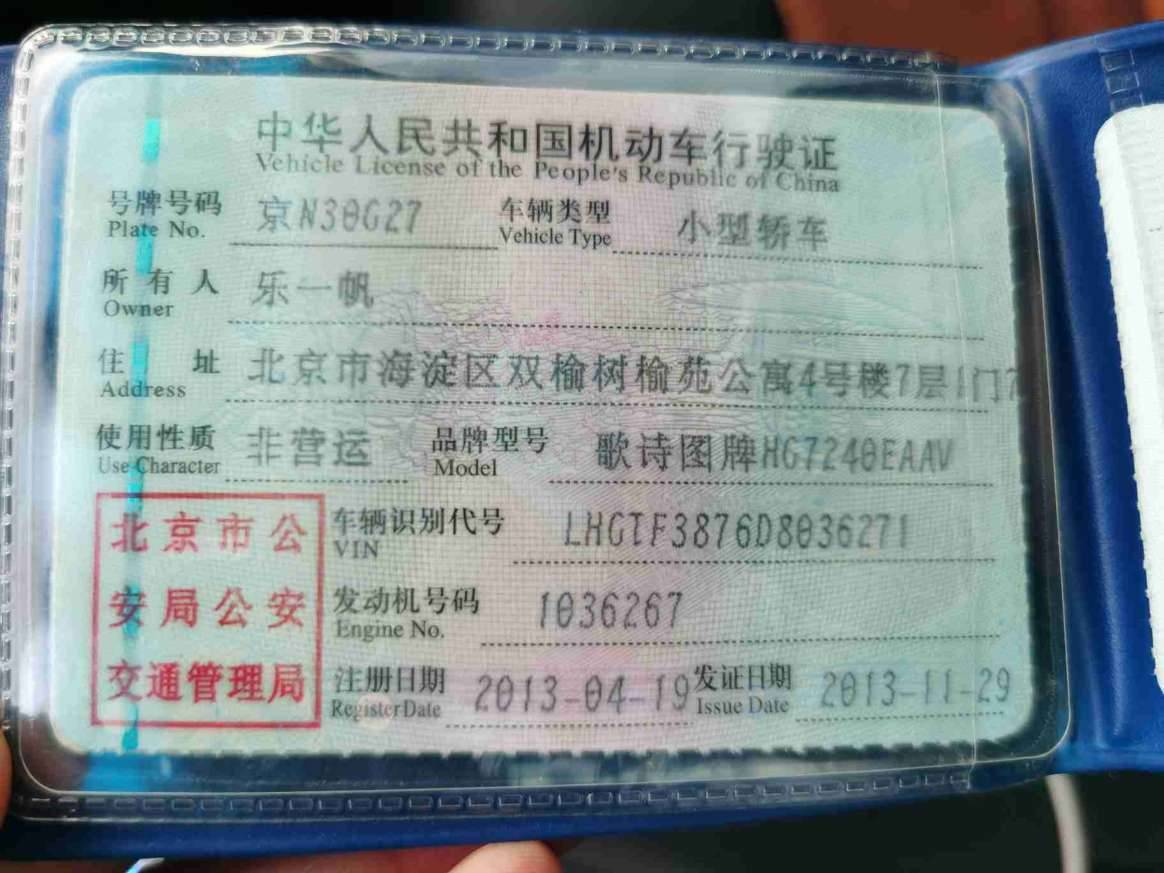 中华人民共和国机动车行驶证
Vehicle License of the People's Republic of China
号牌号码 京N30G27 车辆类型 小型轿车
Plate No. Vehicle Type
所有人 乐一帆
Owner
住址 北京市海淀区双榆树榆苑公寓4号楼7层1门7
Address
使用性质 非营运 品牌型号 歌诗图牌HG7240EAAV
Use Character Model
北京市公 车辆识别代号 LHGTF3876D8036271
VIN
安局公安 发动机号码 1036267
Engine No.
交通管理局 注册日期 2013-04-19 发证日期 2013-11-29
Register Date Issue Date